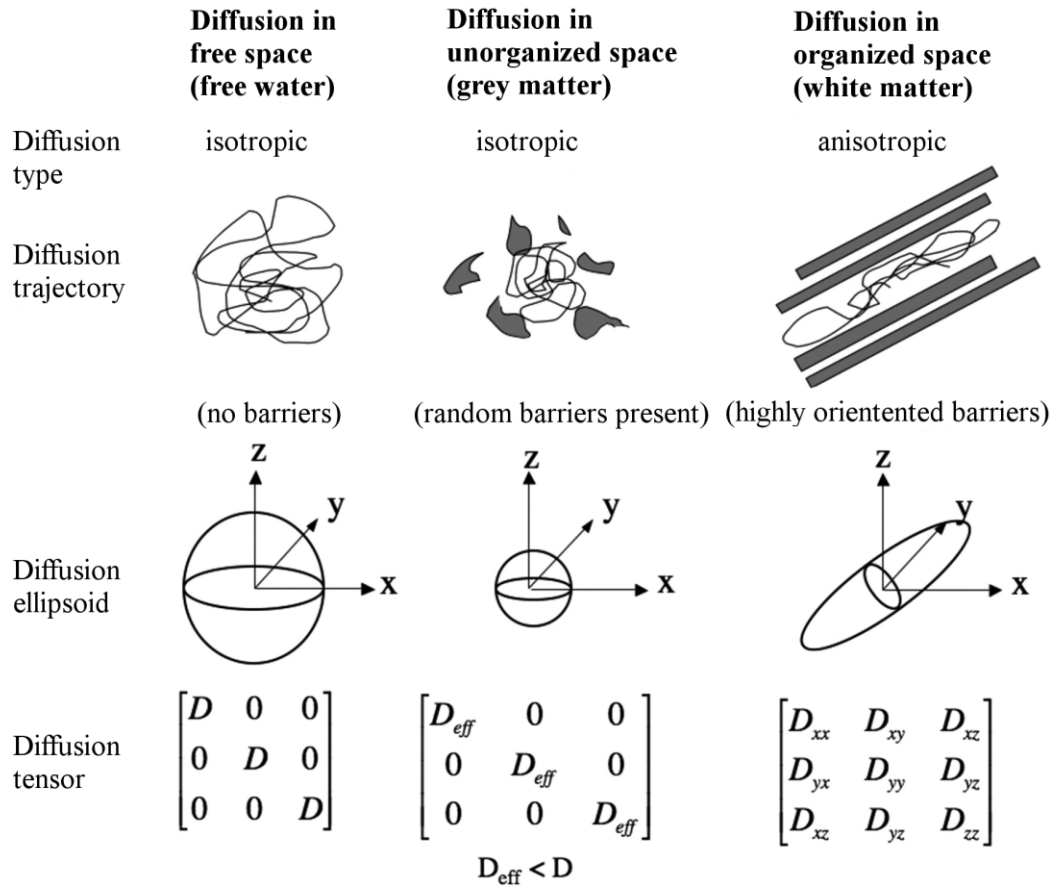 Diffusion in
free space
(free water)
Diffusion in
unorganized space
(grey matter)
Diffusion in
organized space
(white matter)
Diffusion
type
isotropic
isotropic
anisotropic
Diffusion
trajectory
(no barriers)
(random barriers present)
(highly orientented barriers)
Diffusion
ellipsoid
z
y
x
z
y
x
z
y
x
Diffusion
tensor
D 0 0
0 D 0
0 0 D
D_eff 0 0
0 D_eff 0
0 0 D_eff
D_xx D_xy D_xz
D_yx D_yy D_yz
D_xz D_yz D_zz
D_eff < D